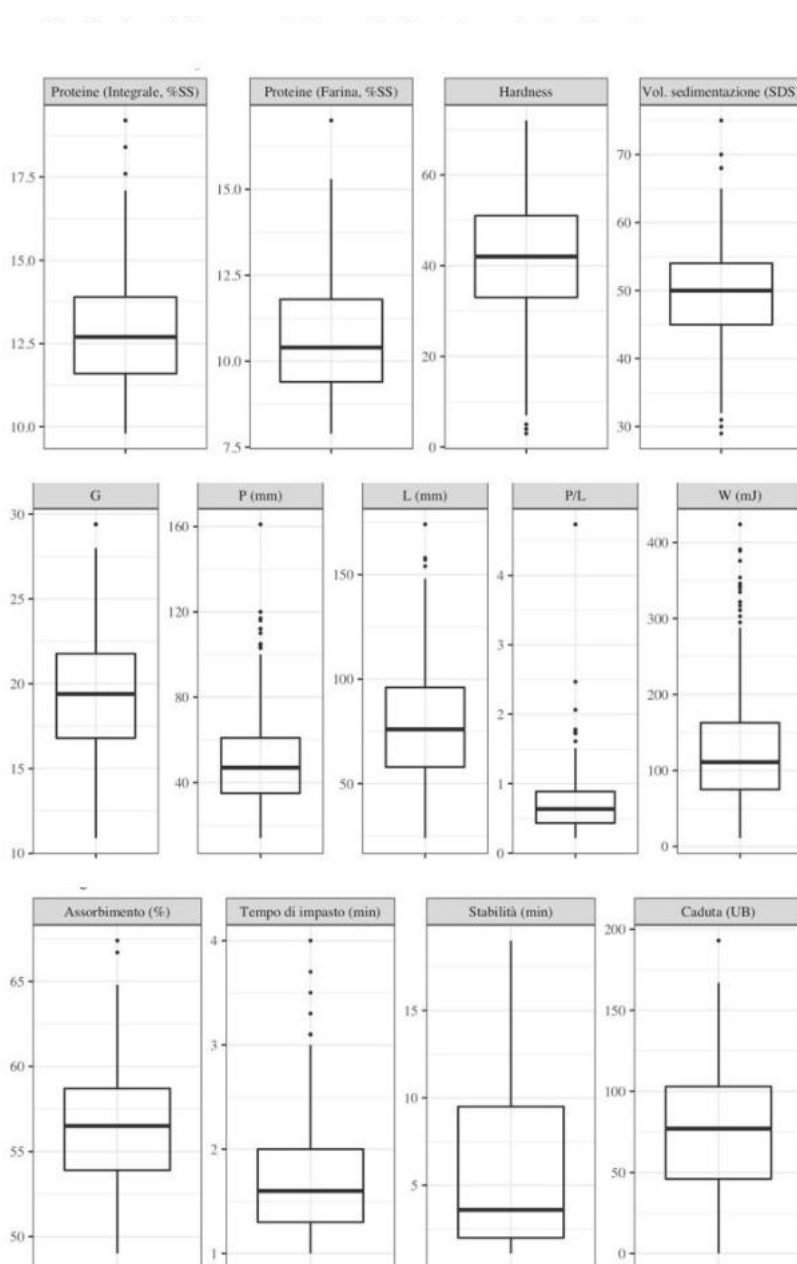 Proteine (Integrale, %SS) Proteine (Farina, %SS) Hardness Vol. sedimentazione (SDS)
17.5 15.0 60 70
15.0 12.5 40 60
12.5 10.0 20 50
10.0 7.5 0 40
30
G P (mm) L (mm) P/L W (mJ)
30 160 150 4 400
25 120 100 3 300
20 80 50 2 200
15 40 1 100
10 0 0
Assorbimento (%) Tempo di impasto (min) Stabilità (min) Caduta (UB)
65 4 15 200
60 3 10 150
55 2 5 100
50 1 50
0